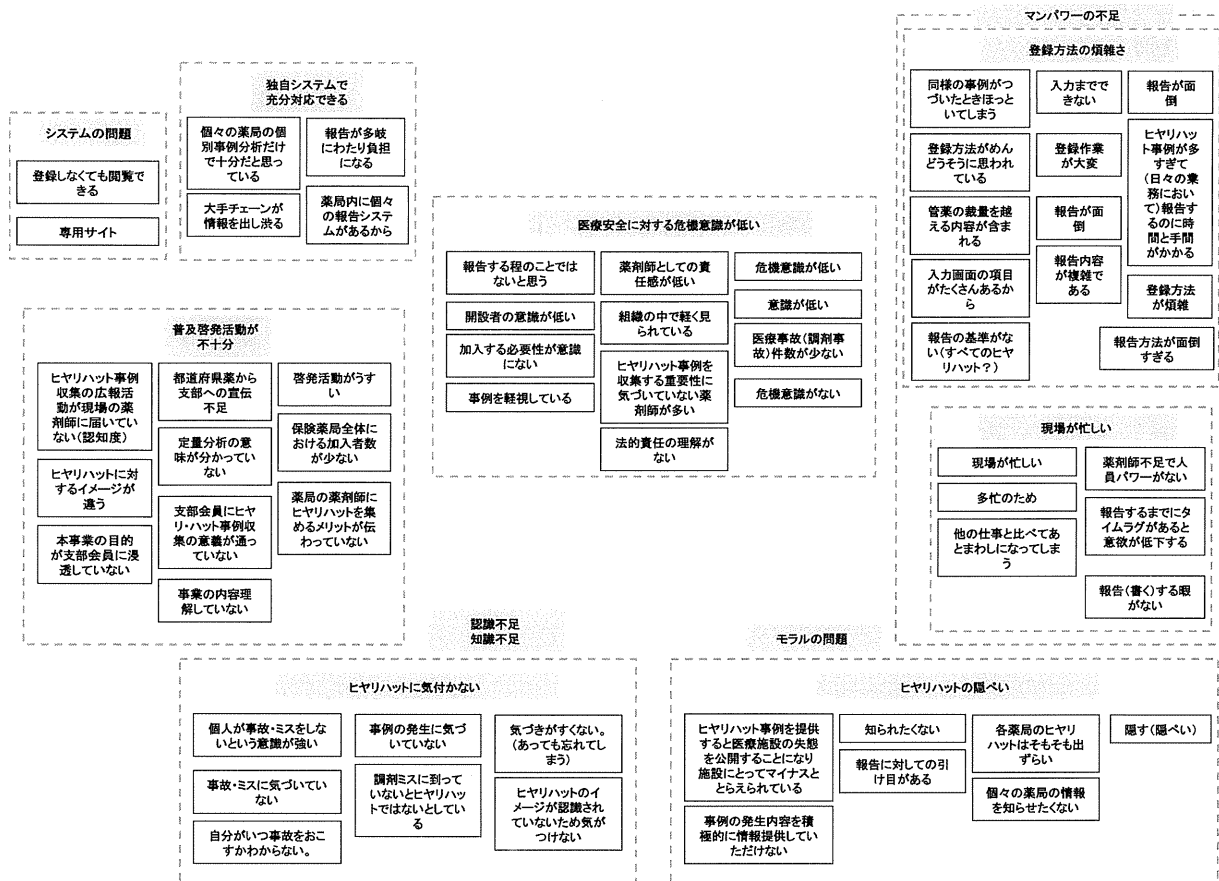 システムの問題
登録しなくても閲覧で
きる
専用サイト
独自システムで
充分対応できる
個々の薬局の個
別事例分析だけ
で十分だと思っ
ている
報告が多岐
にわたり負担
になる
大手チェーンが
情報を出し渋る
薬局内に個々
の報告システ
ムがあるから
医療安全に対する危機意識が低い
報告する程のことでは
ないと思う
開設者の意識が低い
加入する必要性が意識
にない
事例を軽視している
薬剤師としての責
任感が低い
組織の中で軽く見
られている
ヒヤリハット事例を
収集する重要性に
気づいていない薬
剤師が多い
法的責任の理解が
ない
危機意識が低い
意識が低い
医療事故(調剤事
故)件数が少ない
危機意識がない
マンパワーの不足
登録方法の煩雑さ
同様の事例がつ
づいたときほっと
いてしまう
登録方法がめん
どうそうに思われ
ている
管薬の裁量を越
える内容が含ま
れる
入力画面の項目
がたくさんあるか
ら
報告の基準がな
い(すべてのヒヤ
リハット?)
入力までで
きない
登録作業
が大変
報告が面
倒
報告内容
が複雑で
ある
報告が面
倒
ヒヤリハッ
ト事例が多
すぎて
(日々の業
務におい
て)報告す
るのに時
間と手間
がかかる
登録方法
が煩雑
報告方法が面倒
すぎる
現場が忙しい
現場が忙しい
多忙のため
他の仕事と比べてあ
とまわしになってしま
う
薬剤師不足で人
員パワーがない
報告するまでにタ
イムラグがあると
意欲が低下する
報告(書く)する暇
がない
普及啓発活動が
不十分
ヒヤリハット事例
収集の広報活
動が現場の薬
剤師に届いてい
ない(認知度)
ヒヤリハットに対
するイメージが
違う
本事業の目的
が支部会員に浸
透していない
都道府県薬から
支部への宣伝
不足
定量分析の意
味が分かってい
ない
支部会員にヒヤ
リ・ハット事例収
集の意義が通っ
ていない
事業の内容理
解していない
啓発活動がうす
い
保険薬局全体に
おける加入者数
が少ない
薬局の薬剤師に
ヒヤリハットを集
めるメリットが伝
わっていない
認識不足
知識不足
ヒヤリハットに気付かない
個人が事故・ミスをしな
いという意識が強い
事故・ミスに気づいてい
ない
自分がいつ事故をおこ
すかわからない。
事例の発生に気づ
いていない
調剤ミスに到って
いないとヒヤリハッ
トではないとしてい
る
気づきがすくない。
(あっても忘れてし
まう)
ヒヤリハットのイ
メージが認識され
ていないため気が
つけない
モラルの問題
ヒヤリハットの隠ぺい
ヒヤリハット事例を提供
すると医療施設の失態
を公開することになり
施設にとってマイナスと
とらえられている
事例の発生内容を積
極的に情報提供してい
ただけない
知られたくない
報告に対しての引
け目がある
各薬局のヒヤリ
ハットはそもそも出
ずらい
個々の薬局の情報
を知らせたくない
隠す(隠ぺい)